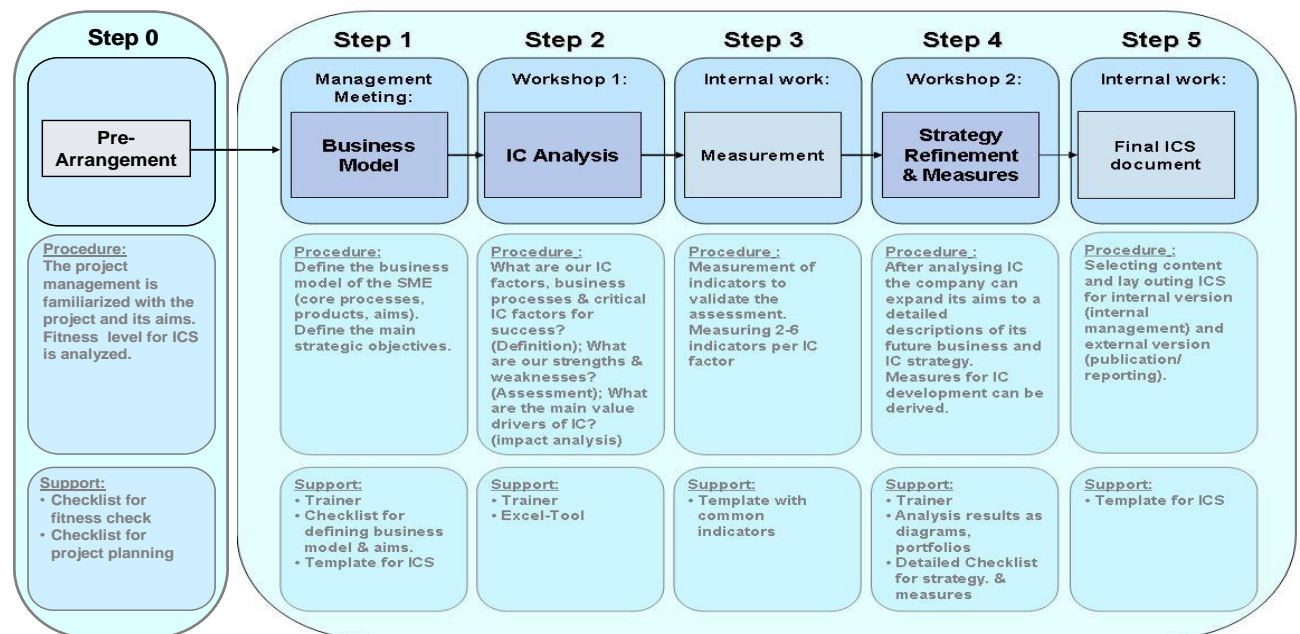 Step 0
Pre-
Arrangement
Procedure:
The project
management is
familiarized with the
project and its aims.
Fitness level for ICS
is analyzed.
Support:
• Checklist for
fitness check
• Checklist for
project planning
Step 1
Management
Meeting:
Business
Model
Procedure:
Define the business
model of the SME
(core processes,
products, aims).
Define the main
strategic objectives.
Support:
• Trainer
• Checklist for
defining business
model & aims.
• Template for ICS
Step 2
Workshop 1:
IC Analysis
Procedure :
What are our IC
factors, business
processes & critical
IC factors for
success?
(Definition); What
are our strengths &
weaknesses?
(Assessment); What
are the main value
drivers of IC?
(impact analysis)
Support:
• Trainer
• Excel-Tool
Step 3
Internal work:
Measurement
Procedure :
Measurement of
indicators to
validate the
assessment.
Measuring 2-6
indicators per IC
factor
Support:
• Template with
common
indicators
Step 4
Workshop 2:
Strategy
Refinement
& Measures
Procedure :
After analysing IC
the company can
expand its aims to a
detailed
descriptions of its
future business and
IC strategy.
Measures for IC
development can be
derived.
Support:
• Trainer
• Analysis results as
diagrams,
portfolios
• Detailed Checklist
for strategy. &
measures
Step 5
Internal work:
Final ICS
document
Procedure :
Selecting content
and lay outing ICS
for internal version
(internal
management) and
external version
(publication/
reporting).
Support:
• Template for ICS